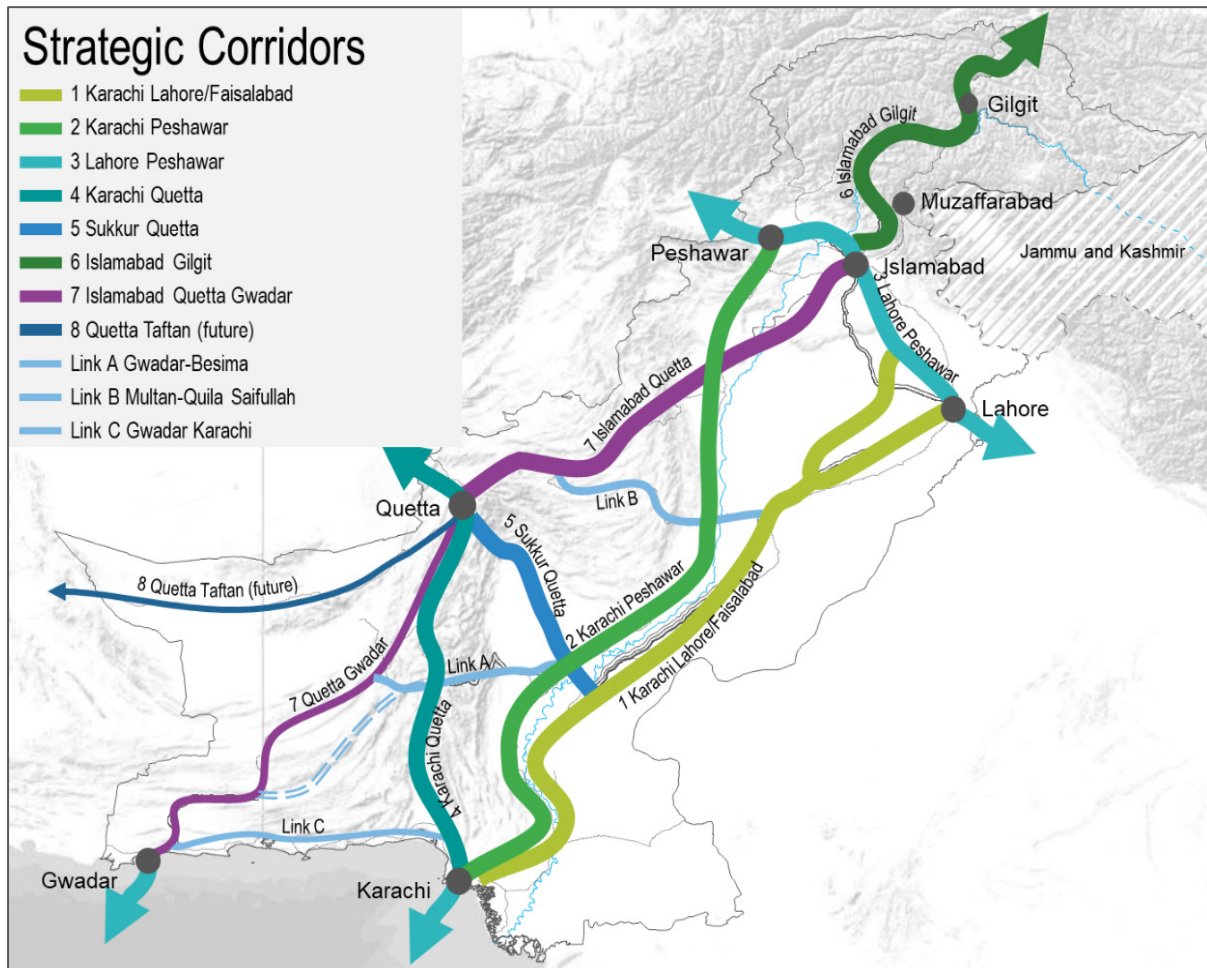 Strategic Corridors
1 Karachi Lahore/Faisalabad
2 Karachi Peshawar
3 Lahore Peshawar
4 Karachi Quetta
5 Sukkur Quetta
6 Islamabad Gilgit
7 Islamabad Quetta Gwadar
8 Quetta Taftan (future)
Link A Gwadar-Besima
Link B Multan-Quila Saifullah
Link C Gwadar Karachi
Gilgit
6 Islamabad Gilgit
Muzaffarabad
Jammu and Kashmir
Peshawar
Islamabad
3 Lahore Peshawar
Lahore
7 Islamabad Quetta
Link B
Quetta
5 Sukkur Quetta
8 Quetta Taftan (future)
2 Karachi Peshawar
1 Karachi Lahore/Faisalabad
7 Quetta Gwadar
Link A
4 Karachi Quetta
Link C
Gwadar
Karachi